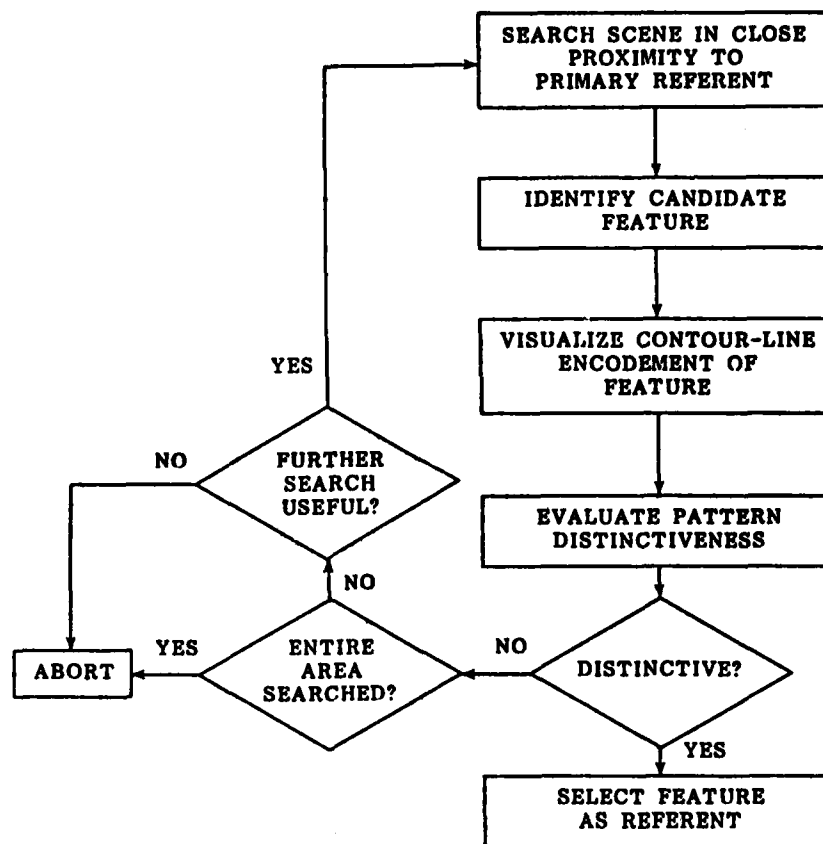 SEARCH SCENE IN CLOSE
PROXIMITY TO
PRIMARY REFERENT
IDENTIFY CANDIDATE
FEATURE
VISUALIZE CONTOUR-LINE
ENCODEMENT OF
FEATURE
YES
NO
FURTHER
SEARCH
USEFUL?
EVALUATE PATTERN
DISTINCTIVENESS
NO
YES
ENTIRE
AREA
SEARCHED?
NO
DISTINCTIVE?
ABORT
YES
SELECT FEATURE
AS REFERENT